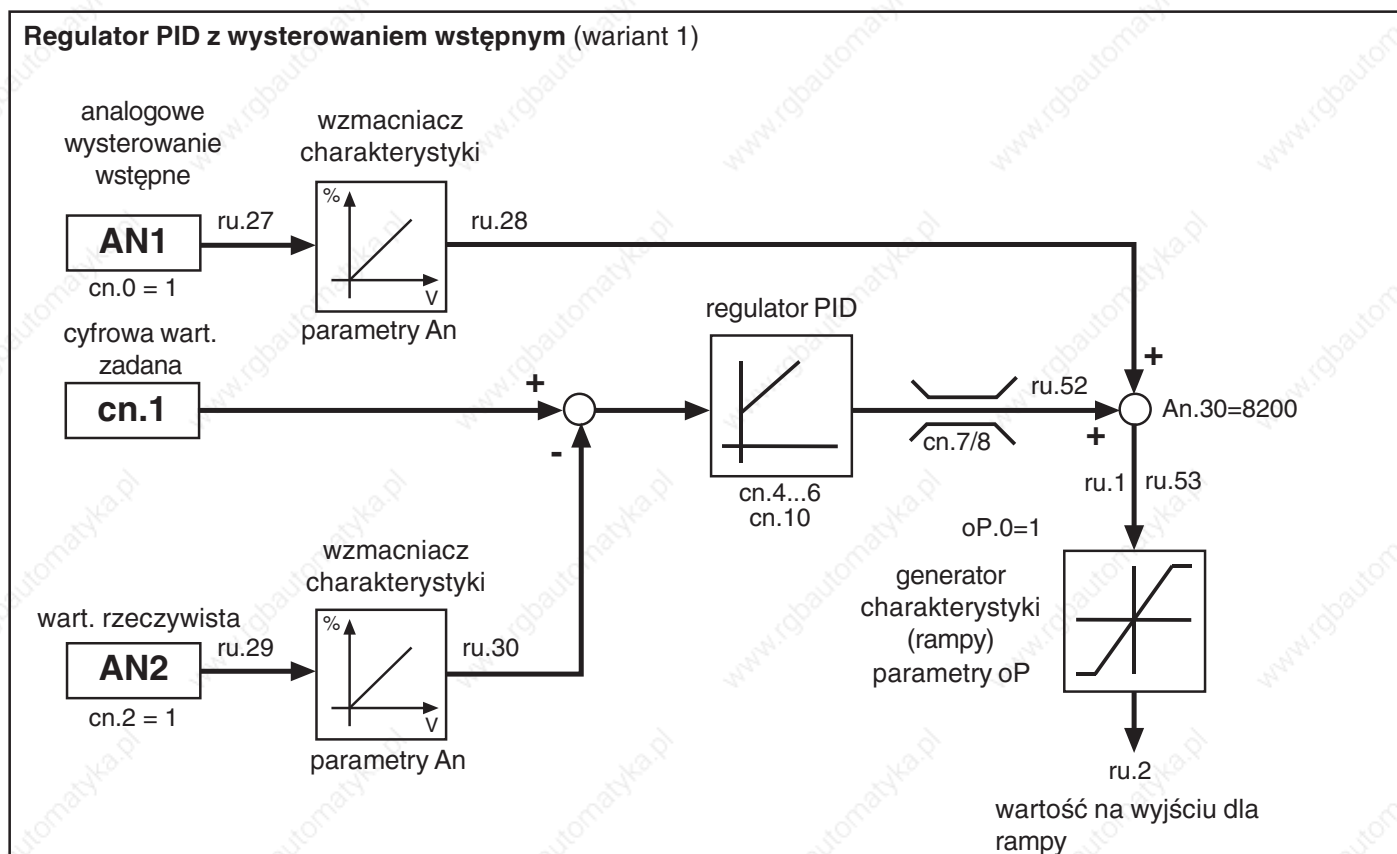 Regulator PID z wysterowaniem wstępnym (wariant 1)
analogowe
wysterowanie
wstępne
AN1
cn.0 = 1
ru.27
wzmacniacz
charakterystyki
%
V
parametry An
ru.28
cyfrowa wart.
zadana
cn.1
+
-
regulator PID
cn.4...6
cn.10
cn.7/8
ru.52
+
+
An.30=8200
ru.1
ru.53
wart. rzeczywista
AN2
cn.2 = 1
ru.29
wzmacniacz
charakterystyki
%
V
parametry An
ru.30
oP.0=1
generator
charakterystyki
(rampy)
parametry oP
ru.2
wartość na wyjściu dla
rampy
www.rgbautomatyka.pl